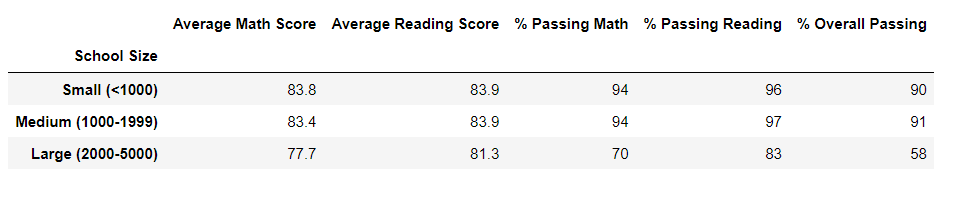 Average Math Score Average Reading Score % Passing Math % Passing Reading % Overall Passing
School Size
Small (<1000) 83.8 83.9 94 96 90
Medium (1000-1999) 83.4 83.9 94 97 91
Large (2000-5000) 77.7 81.3 70 83 58